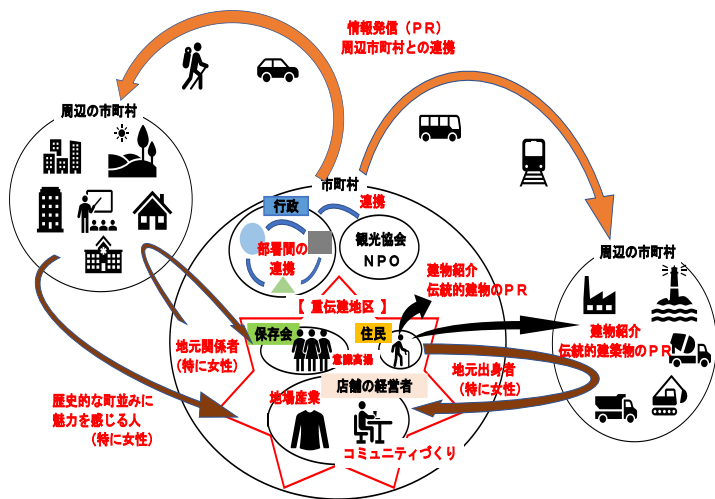 情報発信（PR）
周辺市町村との連携
周辺の市町村
市町村
行政
連携
部署間の
連携
観光協会
NPO
周辺の市町村
建物紹介
伝統的建物のPR
【 重伝建地区 】
保存会
住民
意識高揚
建物紹介
伝統的建築物のPR
地元関係者
（特に女性）
店舗の経営者
地元出身者
（特に女性）
地場産業
歴史的な町並みに
魅力を感じる人
（特に女性）
コミュニティづくり